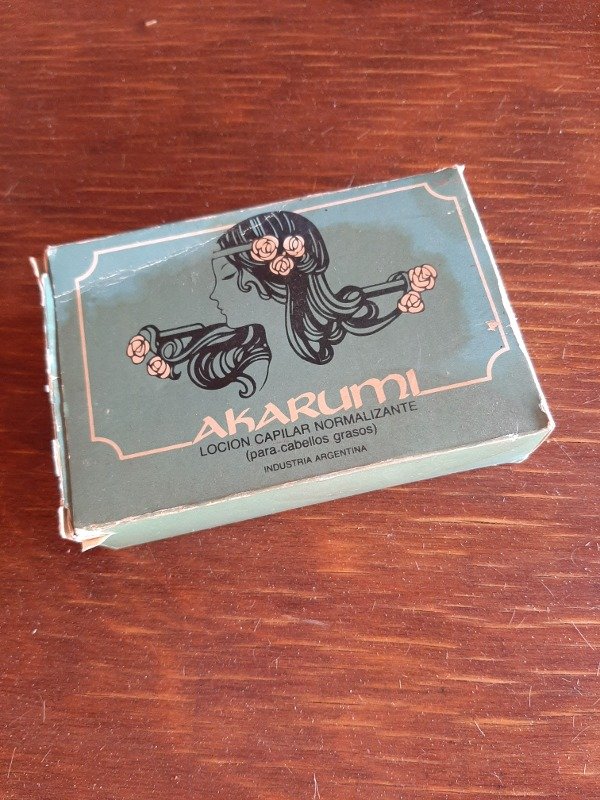 AKARUMI
LOCION CAPILAR NORMALIZANTE
(para cabellos grasos)
INDUSTRIA ARGENTINA